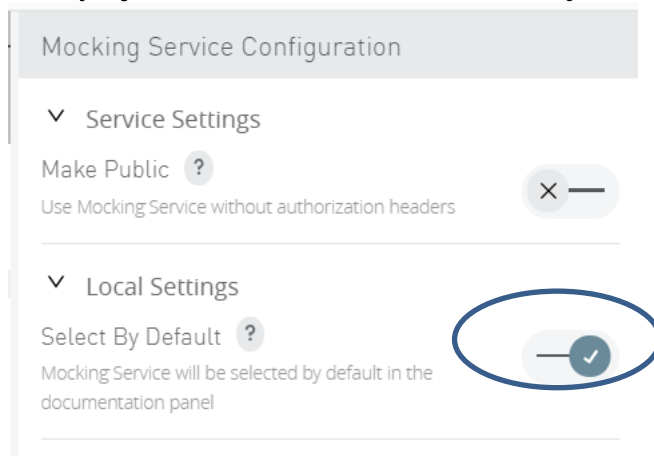 Mocking Service Configuration
Service Settings
Make Public ?
Use Mocking Service without authorization headers
Local Settings
Select By Default ?
Mocking Service will be selected by default in the
documentation panel